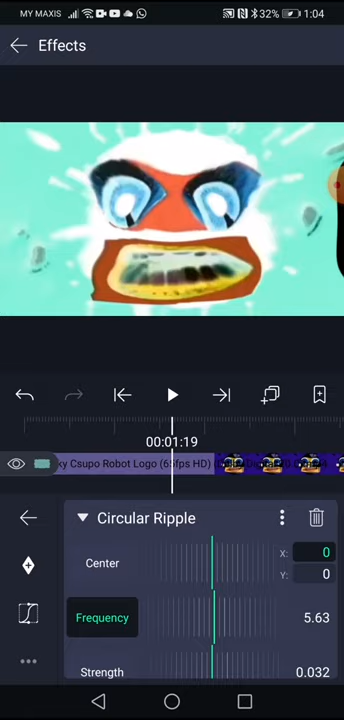 MY MAXIS 32% 1:04
Effects
00:01:19
ky Csupo Robot Logo (65fps HD)
Circular Ripple
Center
X: 0
Y: 0
Frequency 5.63
Strength 0.032